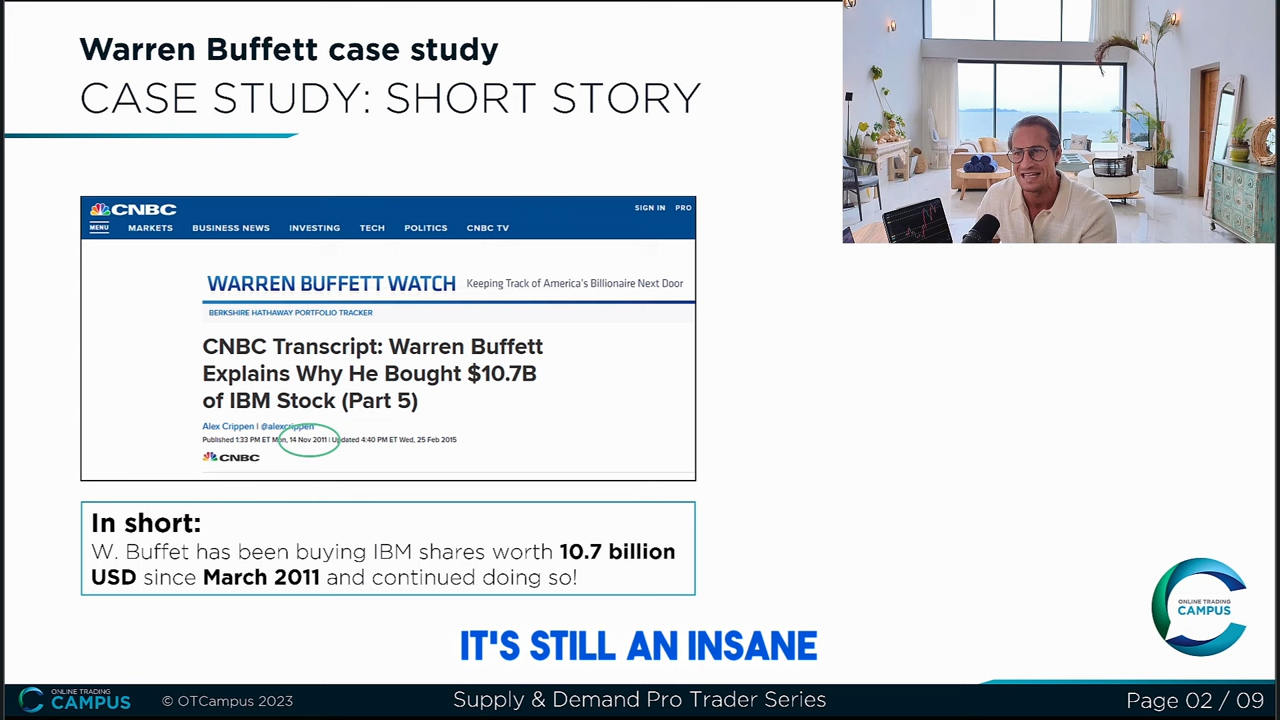 Warren Buffett case study
CASE STUDY: SHORT STORY
CNBC
SIGN IN PRO
MENU MARKETS BUSINESS NEWS INVESTING TECH POLITICS CNBC TV
WARREN BUFFETT WATCH Keeping Track of America's Billionaire Next Door
BERKSHIRE HATHAWAY PORTFOLIO TRACKER
CNBC Transcript: Warren Buffett
Explains Why He Bought $10.7B
of IBM Stock (Part 5)
Alex Crippen | @alexcrippen
Published 1:33 PM ET Mon, 14 Nov 2011 | Updated 4:40 PM ET Wed, 25 Feb 2015
CNBC
In short:
W. Buffet has been buying IBM shares worth 10.7 billion
USD since March 2011 and continued doing so!
ONLINE TRADING
CAMPUS
IT'S STILL AN INSANE
ONLINE TRADING
CAMPUS
© OTCampus 2023
Supply & Demand Pro Trader Series
Page 02 / 09